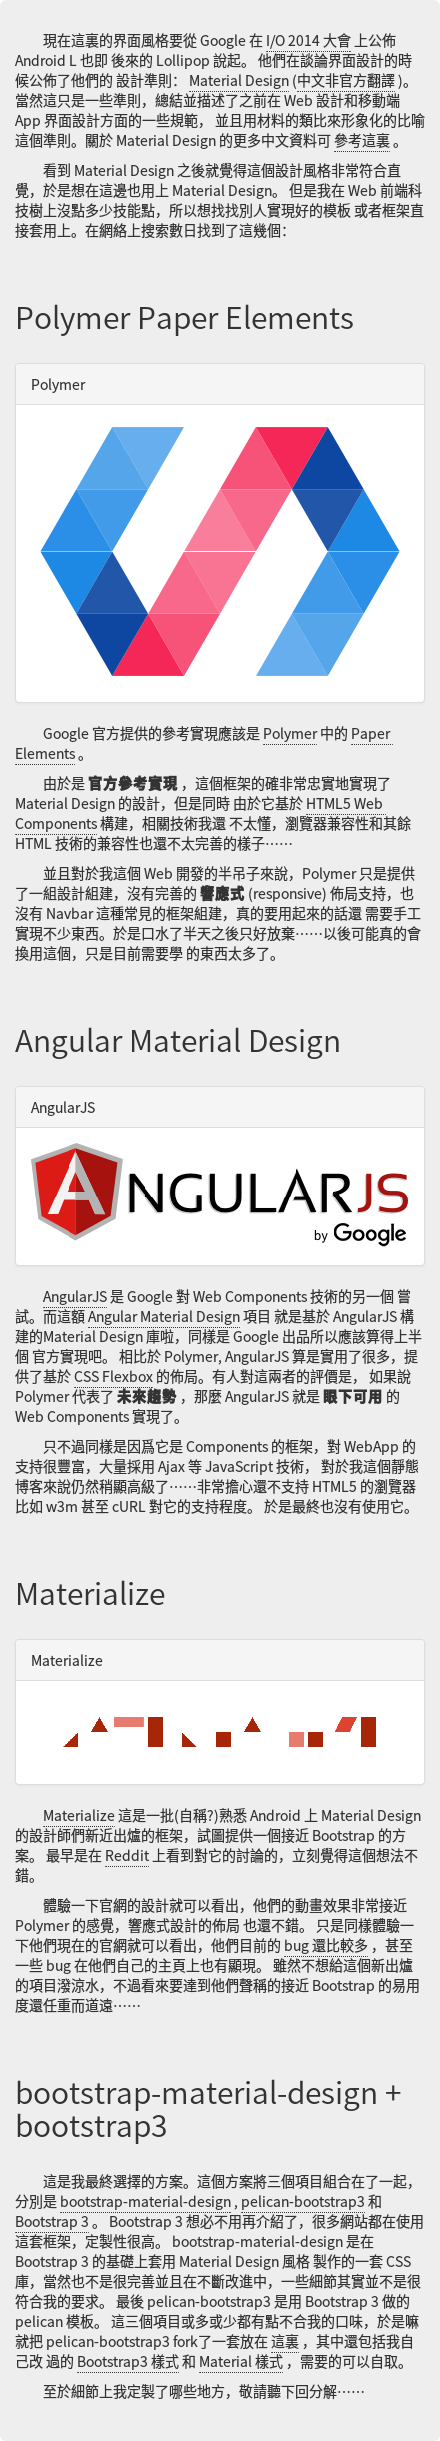 現在這裏的界面風格要從 Google 在 I/O 2014 大會 上公佈
Android L 也即 後來的 Lollipop 說起。 他們在談論界面設計的時
候公佈了他們的 設計準則： Material Design (中文非官方翻譯 )。
當然這只是一些準則，總結並描述了之前在 Web 設計和移動端
App 界面設計方面的一些規範， 並且用材料的類比來形象化的比喻
這個準則。關於 Material Design 的更多中文資料可 參考這裏 。
看到 Material Design 之後就覺得這個設計風格非常符合直
覺，於是想在這邊也用上 Material Design。 但是我在 Web 前端科
技樹上沒點多少技能點，所以想找找別人實現好的模板 或者框架直
接套用上。在網絡上搜索數日找到了這幾個：
Polymer Paper Elements
Polymer
Google 官方提供的參考實現應該是 Polymer 中的 Paper
Elements 。
由於是 官方參考實現 ，這個框架的確非常忠實地實現了
Material Design 的設計，但是同時 由於它基於 HTML5 Web
Components 構建，相關技術我還 不太懂，瀏覽器兼容性和其餘
HTML 技術的兼容性也還不太完善的樣子……
並且對於我這個 Web 開發的半吊子來說，Polymer 只是提供
了一組設計組建，沒有完善的 響應式 (responsive) 佈局支持，也
沒有 Navbar 這種常見的框架組建，真的要用起來的話還 需要手工
實現不少東西。於是口水了半天之後只好放棄……以後可能真的會
換用這個，只是目前需要學 的東西太多了。
Angular Material Design
AngularJS
ANGULARJS
by Google
AngularJS 是 Google 對 Web Components 技術的另一個 嘗
試。而這額 Angular Material Design 項目 就是基於 AngularJS 構
建的Material Design 庫啦，同樣是 Google 出品所以應該算得上半
個 官方實現吧。 相比於 Polymer, AngularJS 算是實用了很多，提
供了基於 CSS Flexbox 的佈局。有人對這兩者的評價是， 如果說
Polymer 代表了 未來趨勢 ，那麼 AngularJS 就是 眼下可用 的
Web Components 實現了。
只不過同樣是因爲它是 Components 的框架，對 WebApp 的
支持很豐富，大量採用 Ajax 等 JavaScript 技術， 對於我這個靜態
博客來說仍然稍顯高級了……非常擔心還不支持 HTML5 的瀏覽器
比如 w3m 甚至 cURL 對它的支持程度。 於是最終也沒有使用它。
Materialize
Materialize
Materialize 這是一批(自稱?)熟悉 Android 上 Material Design
的設計師們新近出爐的框架，試圖提供一個接近 Bootstrap 的方
案。 最早是在 Reddit 上看到對它的討論的，立刻覺得這個想法不
錯。
體驗一下官網的設計就可以看出，他們的動畫效果非常接近
Polymer 的感覺，響應式設計的佈局 也還不錯。 只是同樣體驗一
下他們現在的官網就可以看出，他們目前的 bug 還比較多 ，甚至
一些 bug 在他們自己的主頁上也有顯現。 雖然不想給這個新出爐
的項目潑涼水，不過看來要達到他們聲稱的接近 Bootstrap 的易用
度還任重而道遠……
bootstrap-material-design +
bootstrap3
這是我最終選擇的方案。這個方案將三個項目組合在了一起，
分別是 bootstrap-material-design , pelican-bootstrap3 和
Bootstrap 3 。 Bootstrap 3 想必不用再介紹了，很多網站都在使用
這套框架，定製性很高。 bootstrap-material-design 是在
Bootstrap 3 的基礎上套用 Material Design 風格 製作的一套 CSS
庫，當然也不是很完善並且在不斷改進中，一些細節其實並不是很
符合我的要求。 最後 pelican-bootstrap3 是用 Bootstrap 3 做的
pelican 模板。 這三個項目或多或少都有點不合我的口味，於是嘛
就把 pelican-bootstrap3 fork了一套放在 這裏 ，其中還包括我自
己改 過的 Bootstrap3 樣式 和 Material 樣式 ，需要的可以自取。
至於細節上我定製了哪些地方，敬請聽下回分解……